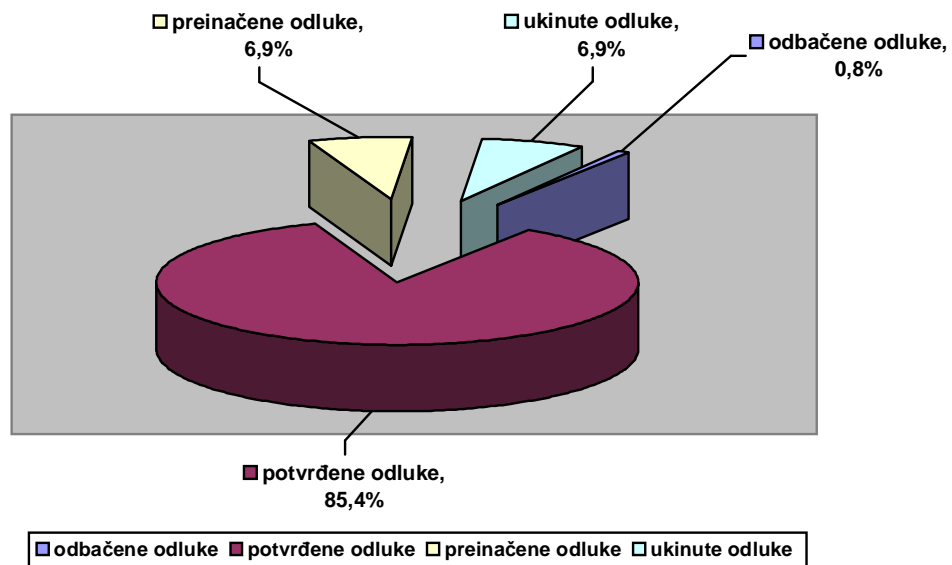 preinačene odluke,
6,9%
ukinute odluke,
6,9%
odbačene odluke,
0,8%
potvrđene odluke,
85,4%
odbačene odluke potvrđene odluke preinačene odluke ukinute odluke